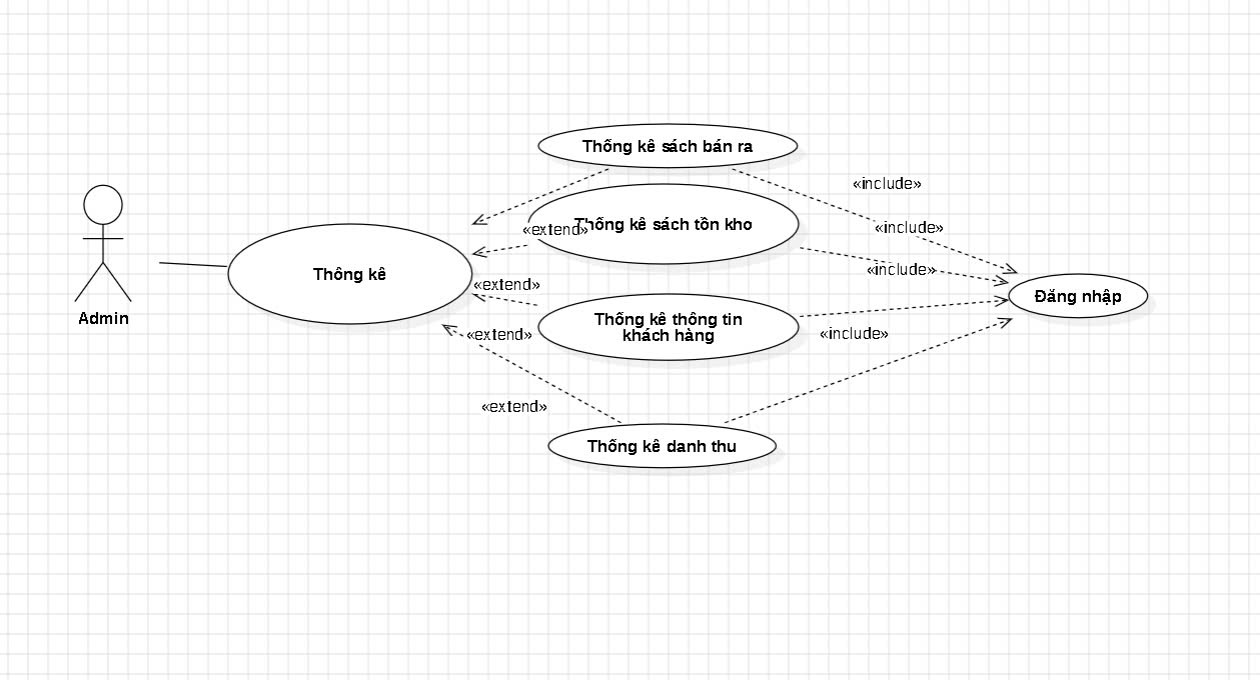 Thống kê sách bán ra
«include»
Thống kê sách tồn kho
«extend»
«include»
Thông kê
«include»
«extend»
Đăng nhập
Admin
Thống kê thông tin
khách hàng
«extend»
«include»
«extend»
Thống kê danh thu